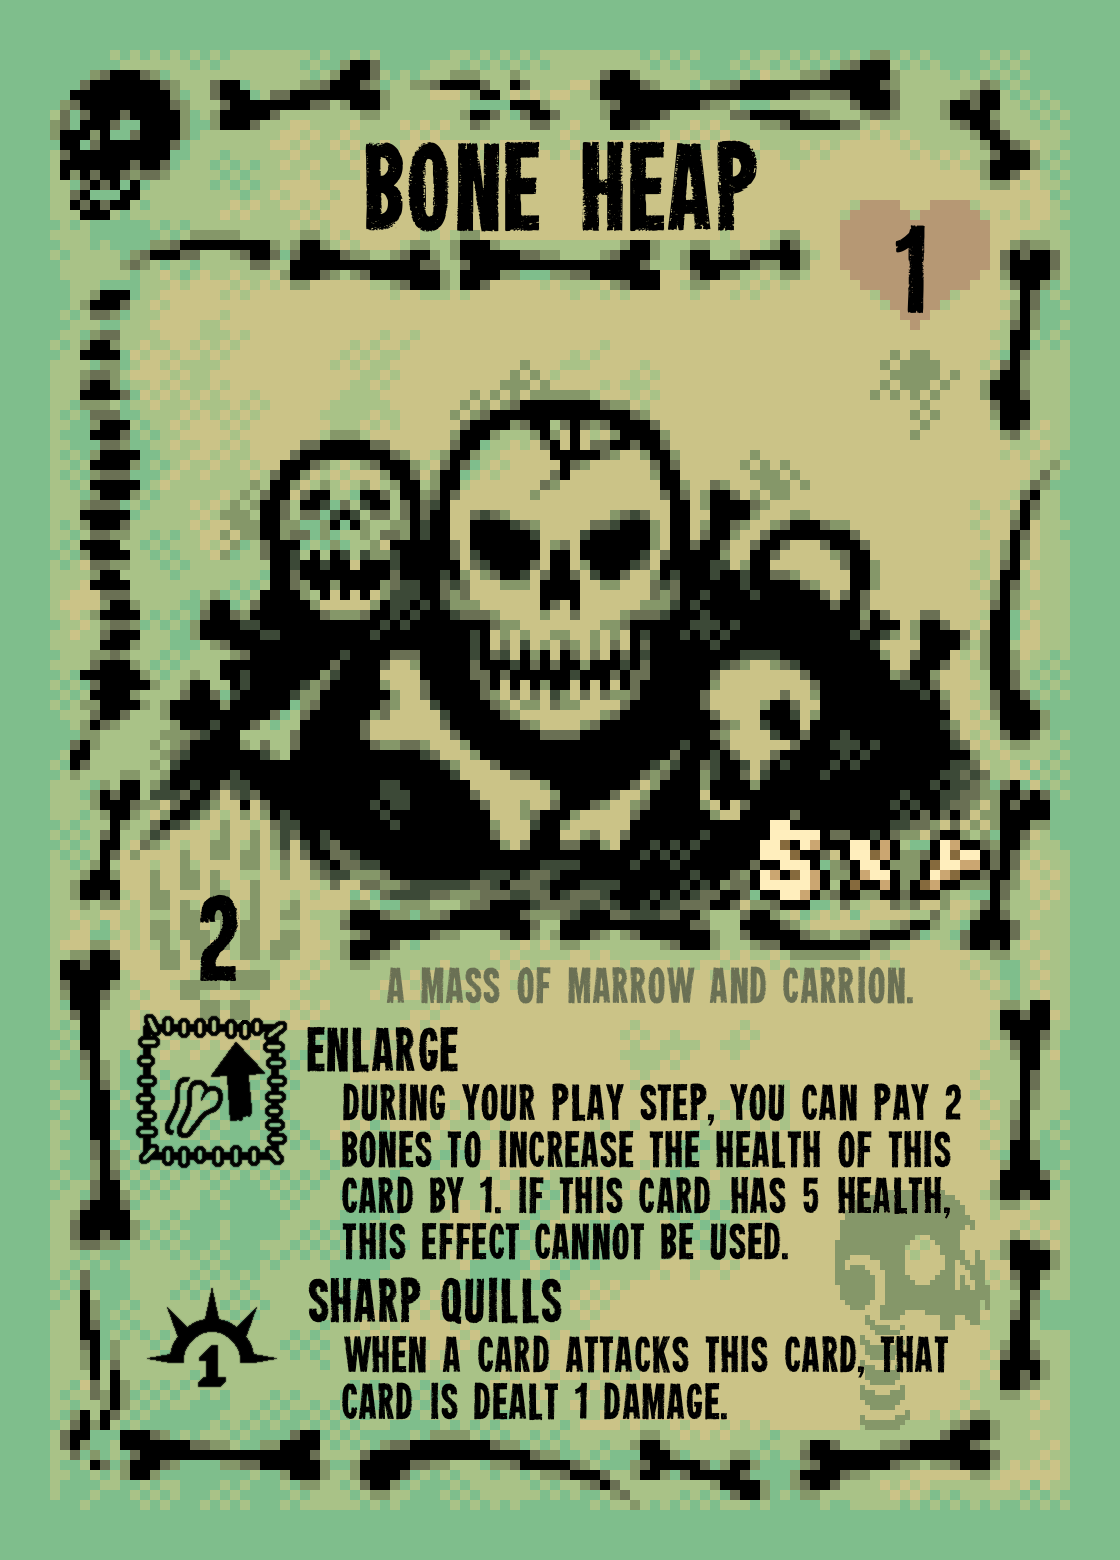 BONE HEAP
1
2
A MASS OF MARROW AND CARRION.
ENLARGE
DURING YOUR PLAY STEP, YOU CAN PAY 2
BONES TO INCREASE THE HEALTH OF THIS
CARD BY 1. IF THIS CARD HAS 5 HEALTH,
THIS EFFECT CANNOT BE USED.
SHARP QUILLS
1
WHEN A CARD ATTACKS THIS CARD, THAT
CARD IS DEALT 1 DAMAGE.